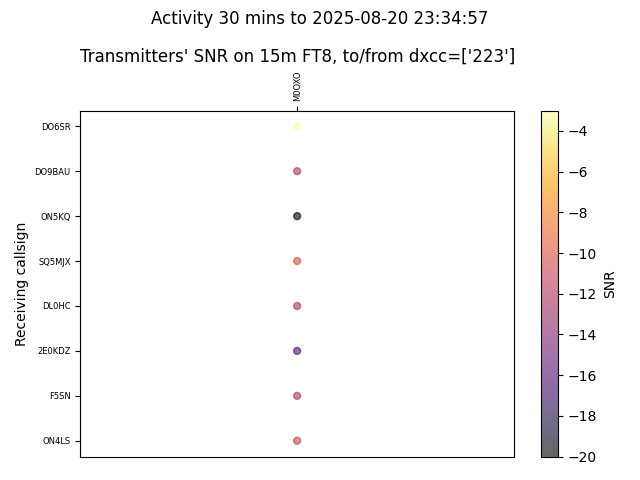 Activity 30 mins to 2025-08-20 23:34:57
Transmitters' SNR on 15m FT8, to/from dxcc=['223']
M0OXO
DO6SR
DO9BAU
ON5KQ
SQ5MJX
DL0HC
2E0KDZ
F5SN
ON4LS
Receiving callsign
−4
−6
−8
−10
−12
−14
−16
−18
−20
SNR